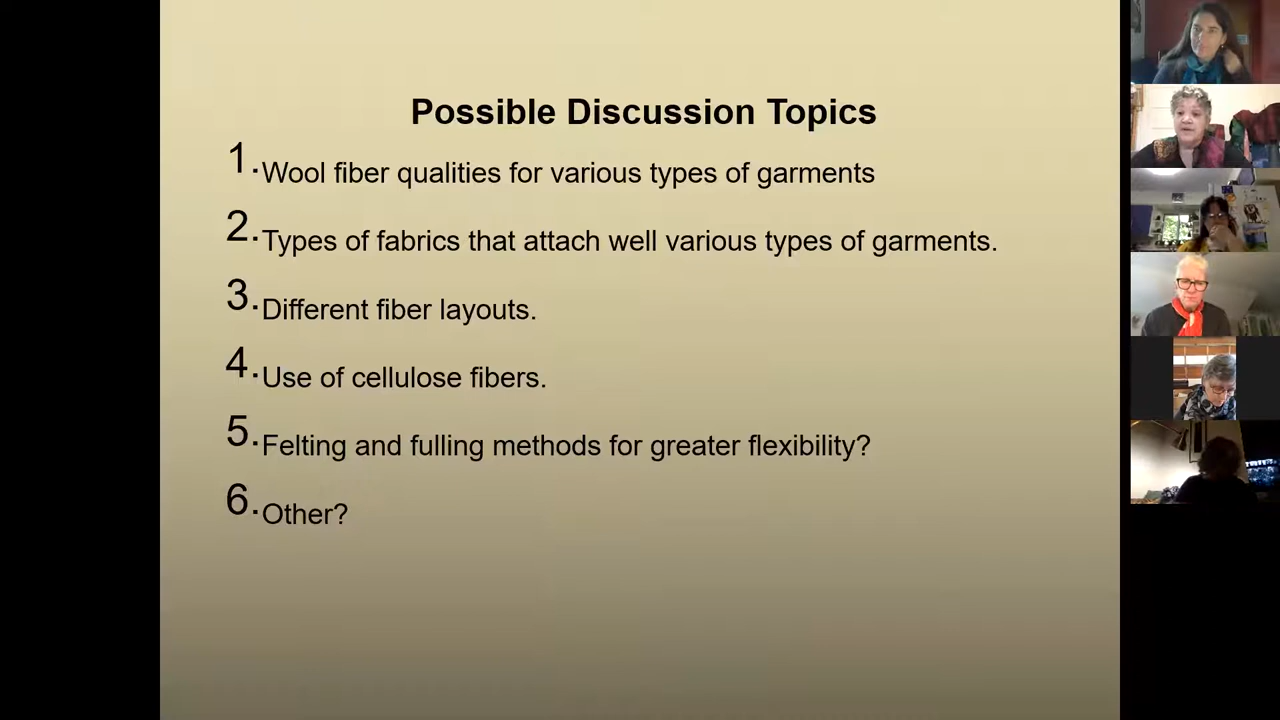 Possible Discussion Topics
1. Wool fiber qualities for various types of garments
2. Types of fabrics that attach well various types of garments.
3. Different fiber layouts.
4. Use of cellulose fibers.
5. Felting and fulling methods for greater flexibility?
6. Other?